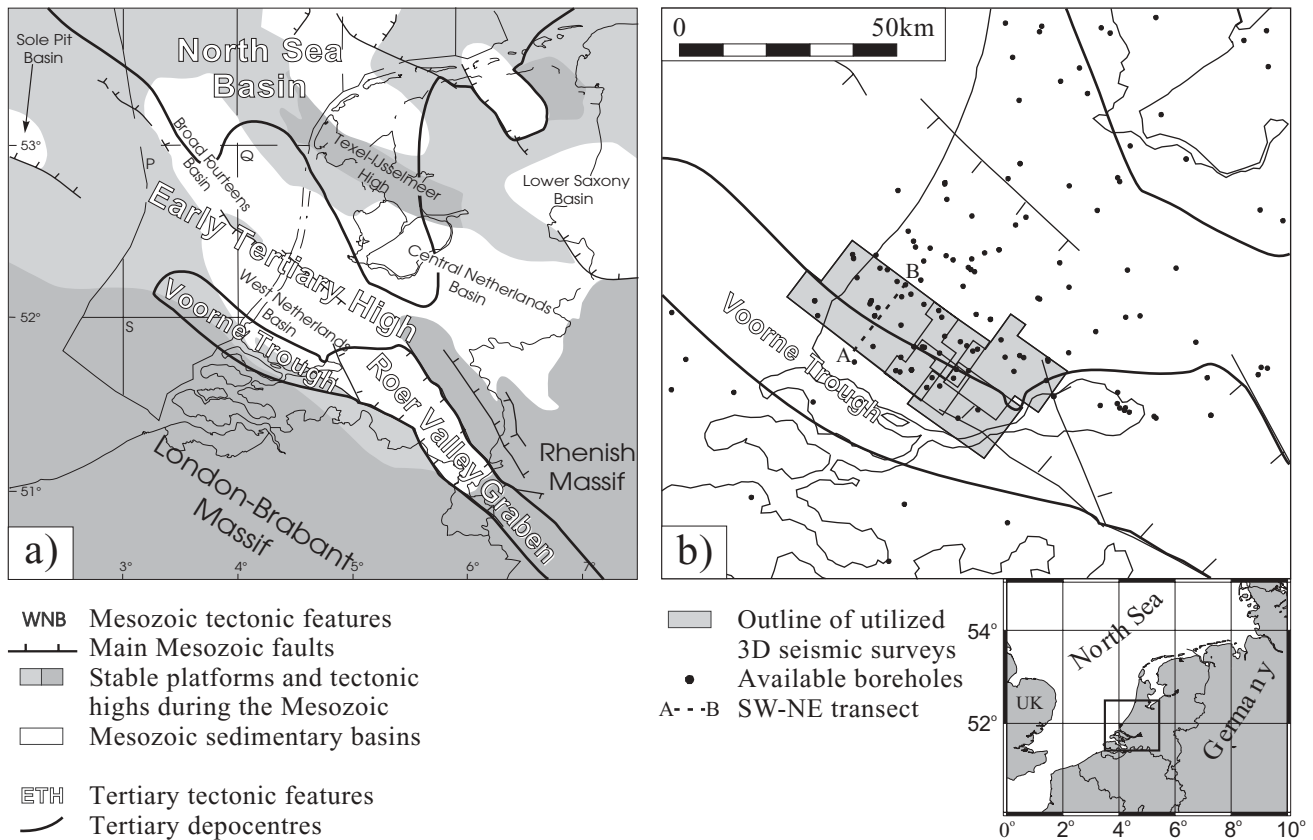 Sole Pit
Basin
North Sea
Basin
53°
P
Q
Broad Fourteens
Basin
Texel-IJsselmeer
High
Lower Saxony
Basin
Early Tertiary High
Central Netherlands
Basin
West Netherlands
Basin
52°
S
Voorne Trough
Roer Valley Graben
Rhenish
Massif
London-Brabant
Massif
51°
a)
3°
4°
5°
6°
7°
0
50km
B
A
Voorne Trough
b)
WNB Mesozoic tectonic features
Main Mesozoic faults
Stable platforms and tectonic
highs during the Mesozoic
Mesozoic sedimentary basins
ETH Tertiary tectonic features
Tertiary depocentres
Outline of utilized
3D seismic surveys
Available boreholes
A - - - B SW-NE transect
54°
52°
North Sea
UK
Germany
0°
2°
4°
6°
8°
10°